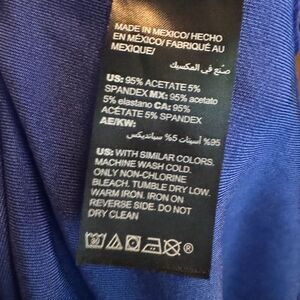 MADE IN MEXICO/HECHO
EN MÉXICO/FABRIQUÉ AU
MEXIQUE/
صنع في المكسيك
US: 95% ACETATE 5%
SPANDEX MX: 95% acetato
5% elastano CA: 95%
ACÉTATE 5% SPANDEX
AE/KW:
95% أسيتات 5% سباندیکس
US: WITH SIMILAR COLORS.
MACHINE WASH COLD.
ONLY NON-CHLORINE
BLEACH. TUMBLE DRY LOW.
WARM IRON. IRON ON
REVERSE SIDE. DO NOT
DRY CLEAN
®